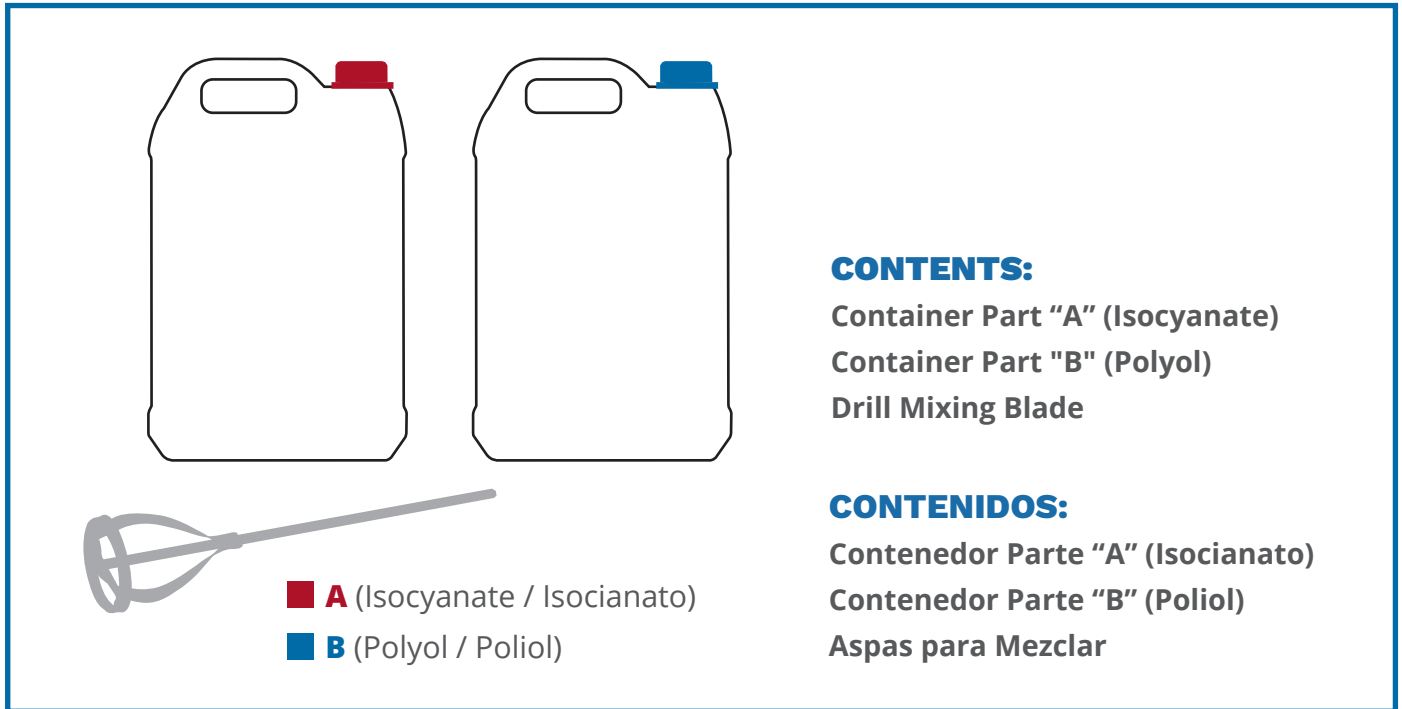 CONTENTS:
Container Part “A” (Isocyanate)
Container Part "B" (Polyol)
Drill Mixing Blade
CONTENIDOS:
Contenedor Parte “A” (Isocianato)
Contenedor Parte “B” (Poliol)
Aspas para Mezclar
A (Isocyanate / Isocianato)
B (Polyol / Poliol)